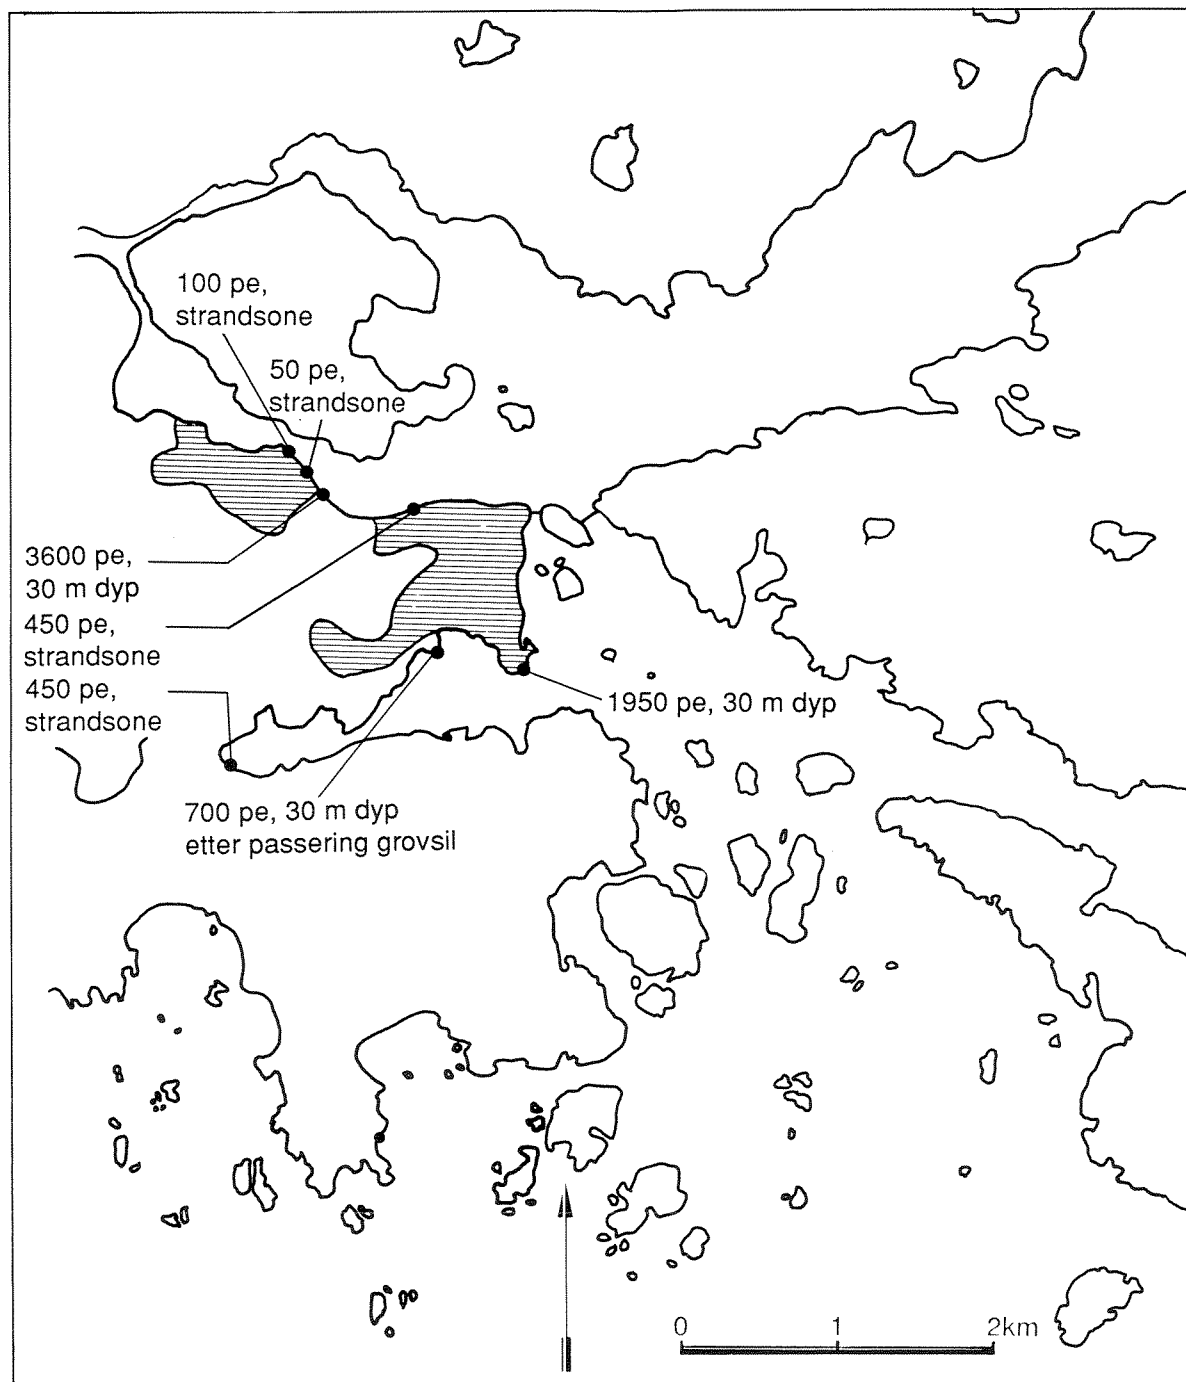 100 pe,
strandsone
50 pe,
strandsone
3600 pe,
30 m dyp
450 pe,
strandsone
450 pe,
strandsone
1950 pe, 30 m dyp
700 pe, 30 m dyp
etter passering grovsil
0 1 2km